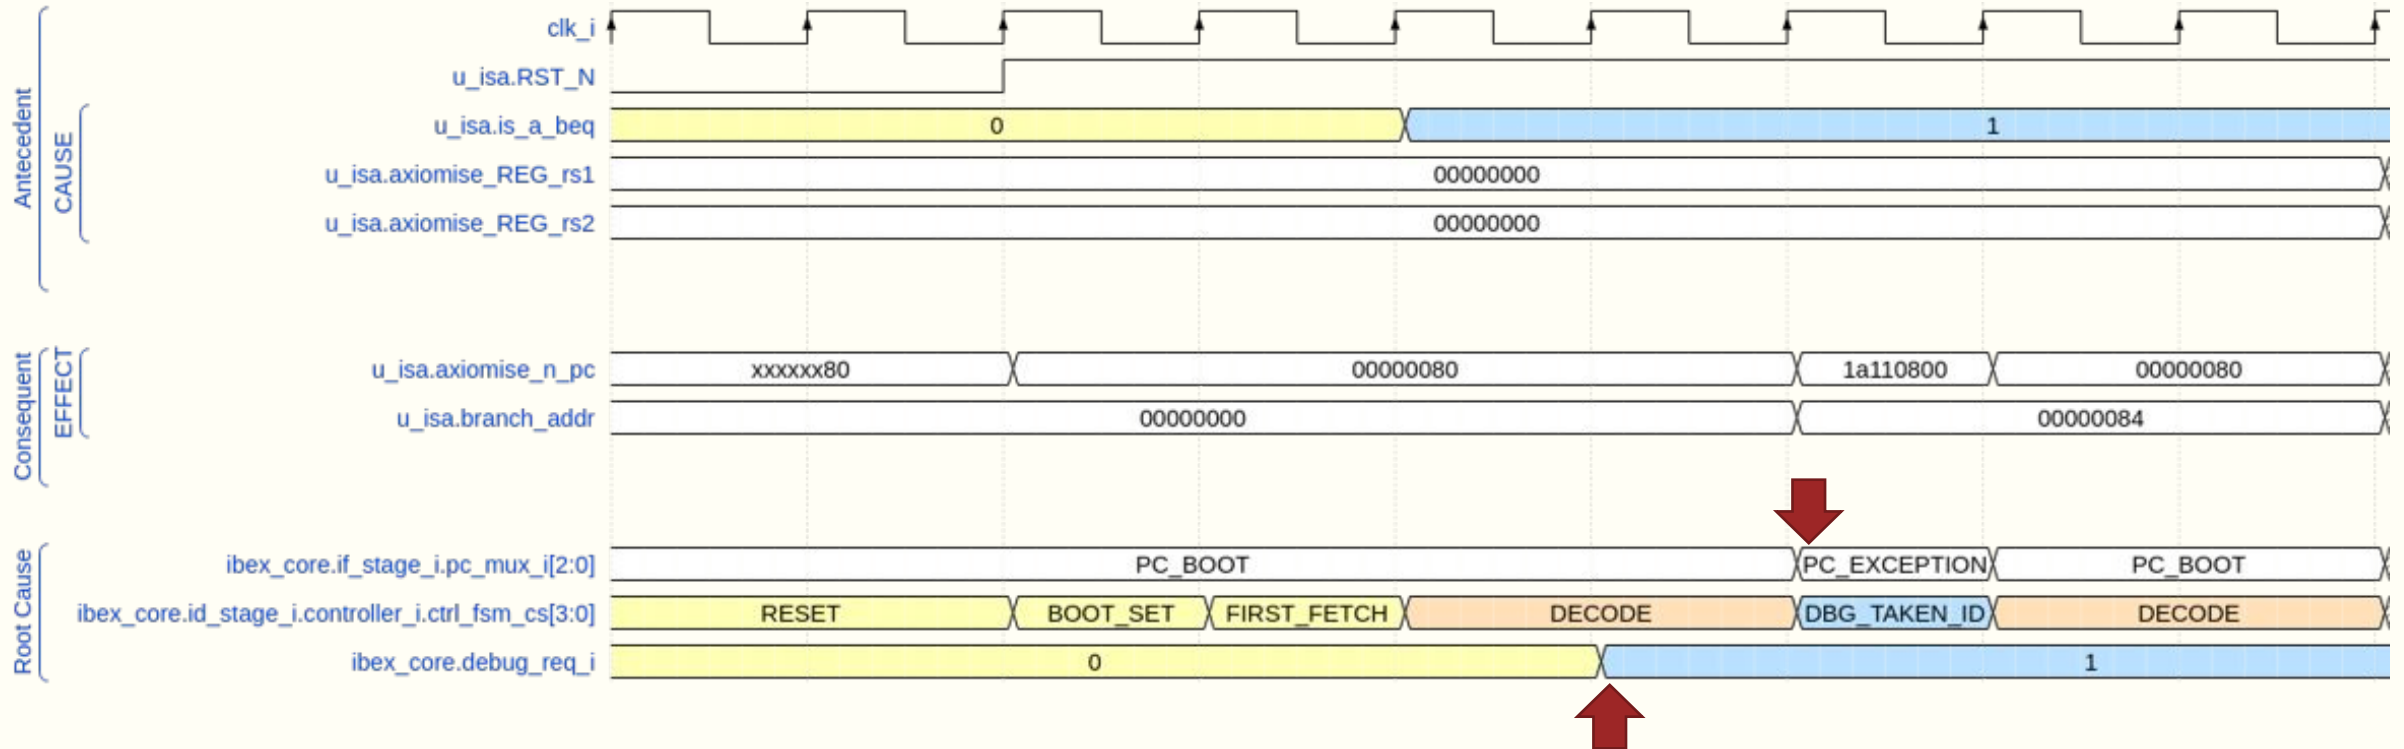 Antecedent
CAUSE
clk_i
u_isa.RST_N
u_isa.is_a_beq 0 1
u_isa.axiomise_REG_rs1 00000000
u_isa.axiomise_REG_rs2 00000000
Consequent
EFFECT
u_isa.axiomise_n_pc xxxxxx80 00000080 1a110800 00000080
u_isa.branch_addr 00000000 00000084
Root Cause
ibex_core.if_stage_i.pc_mux_i[2:0] PC_BOOT PC_EXCEPTION PC_BOOT
ibex_core.id_stage_i.controller_i.ctrl_fsm_cs[3:0] RESET BOOT_SET FIRST_FETCH DECODE DBG_TAKEN_ID DECODE
ibex_core.debug_req_i 0 1